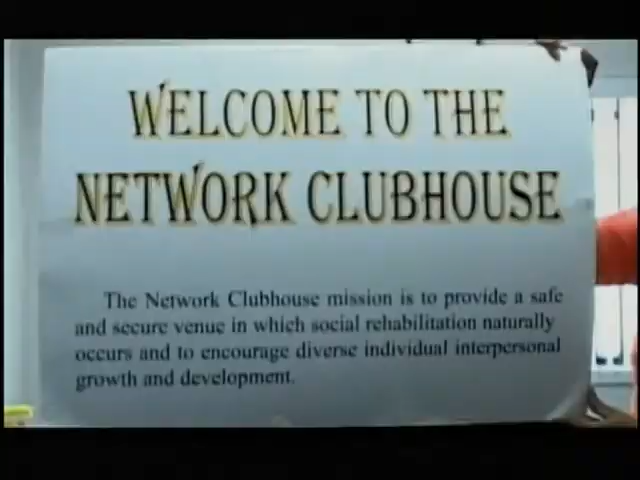 WELCOME TO THE
NETWORK CLUBHOUSE
The Network Clubhouse mission is to provide a safe
and secure venue in which social rehabilitation naturally
occurs and to encourage diverse individual interpersonal
growth and development.